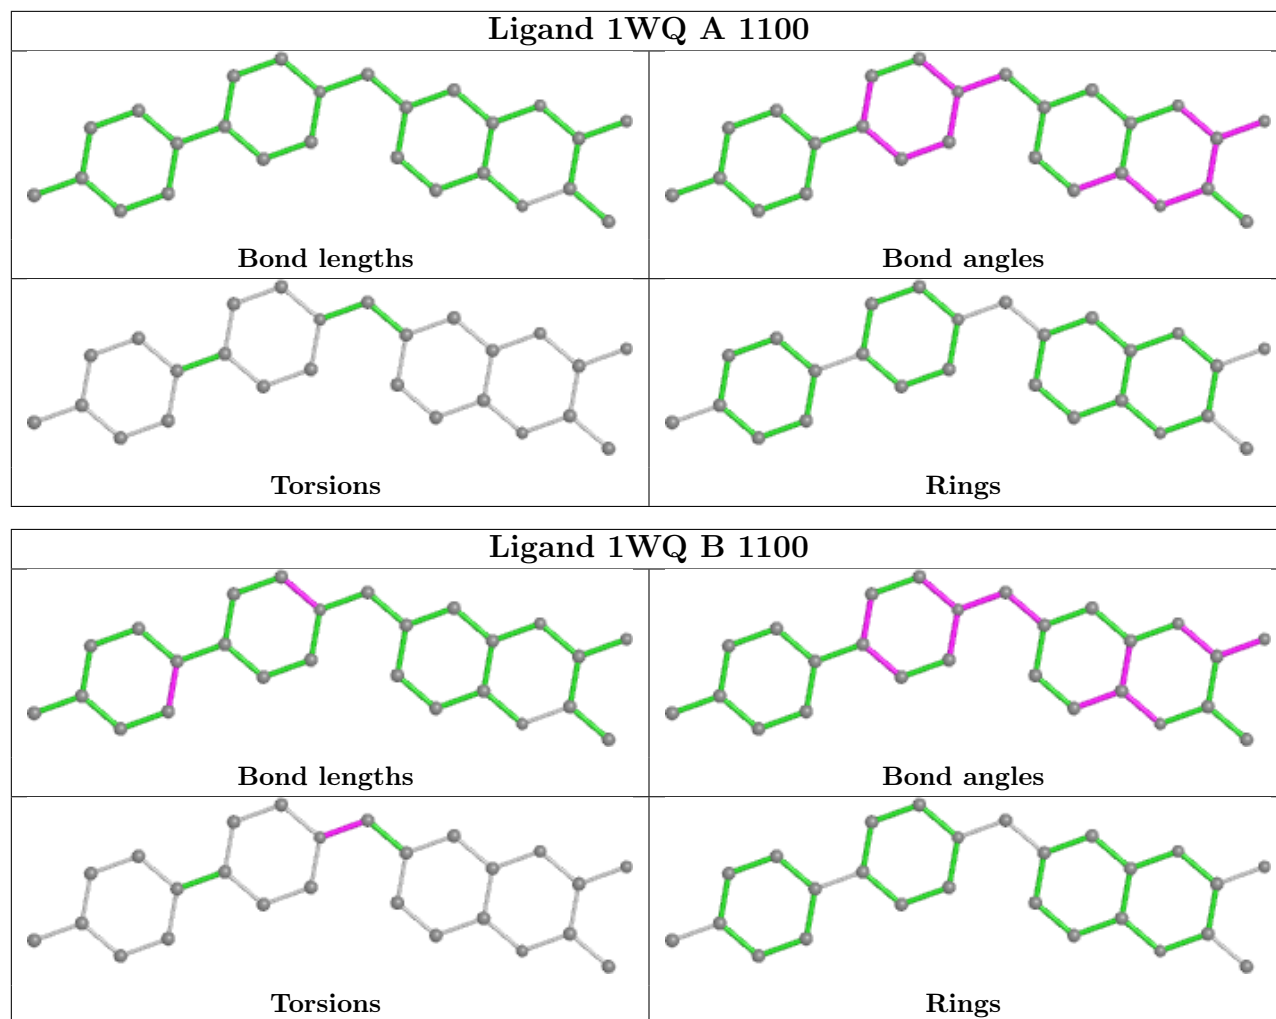 Ligand 1WQ A 1100
Bond lengths
Bond angles
Torsions
Rings
Ligand 1WQ B 1100
Bond lengths
Bond angles
Torsions
Rings